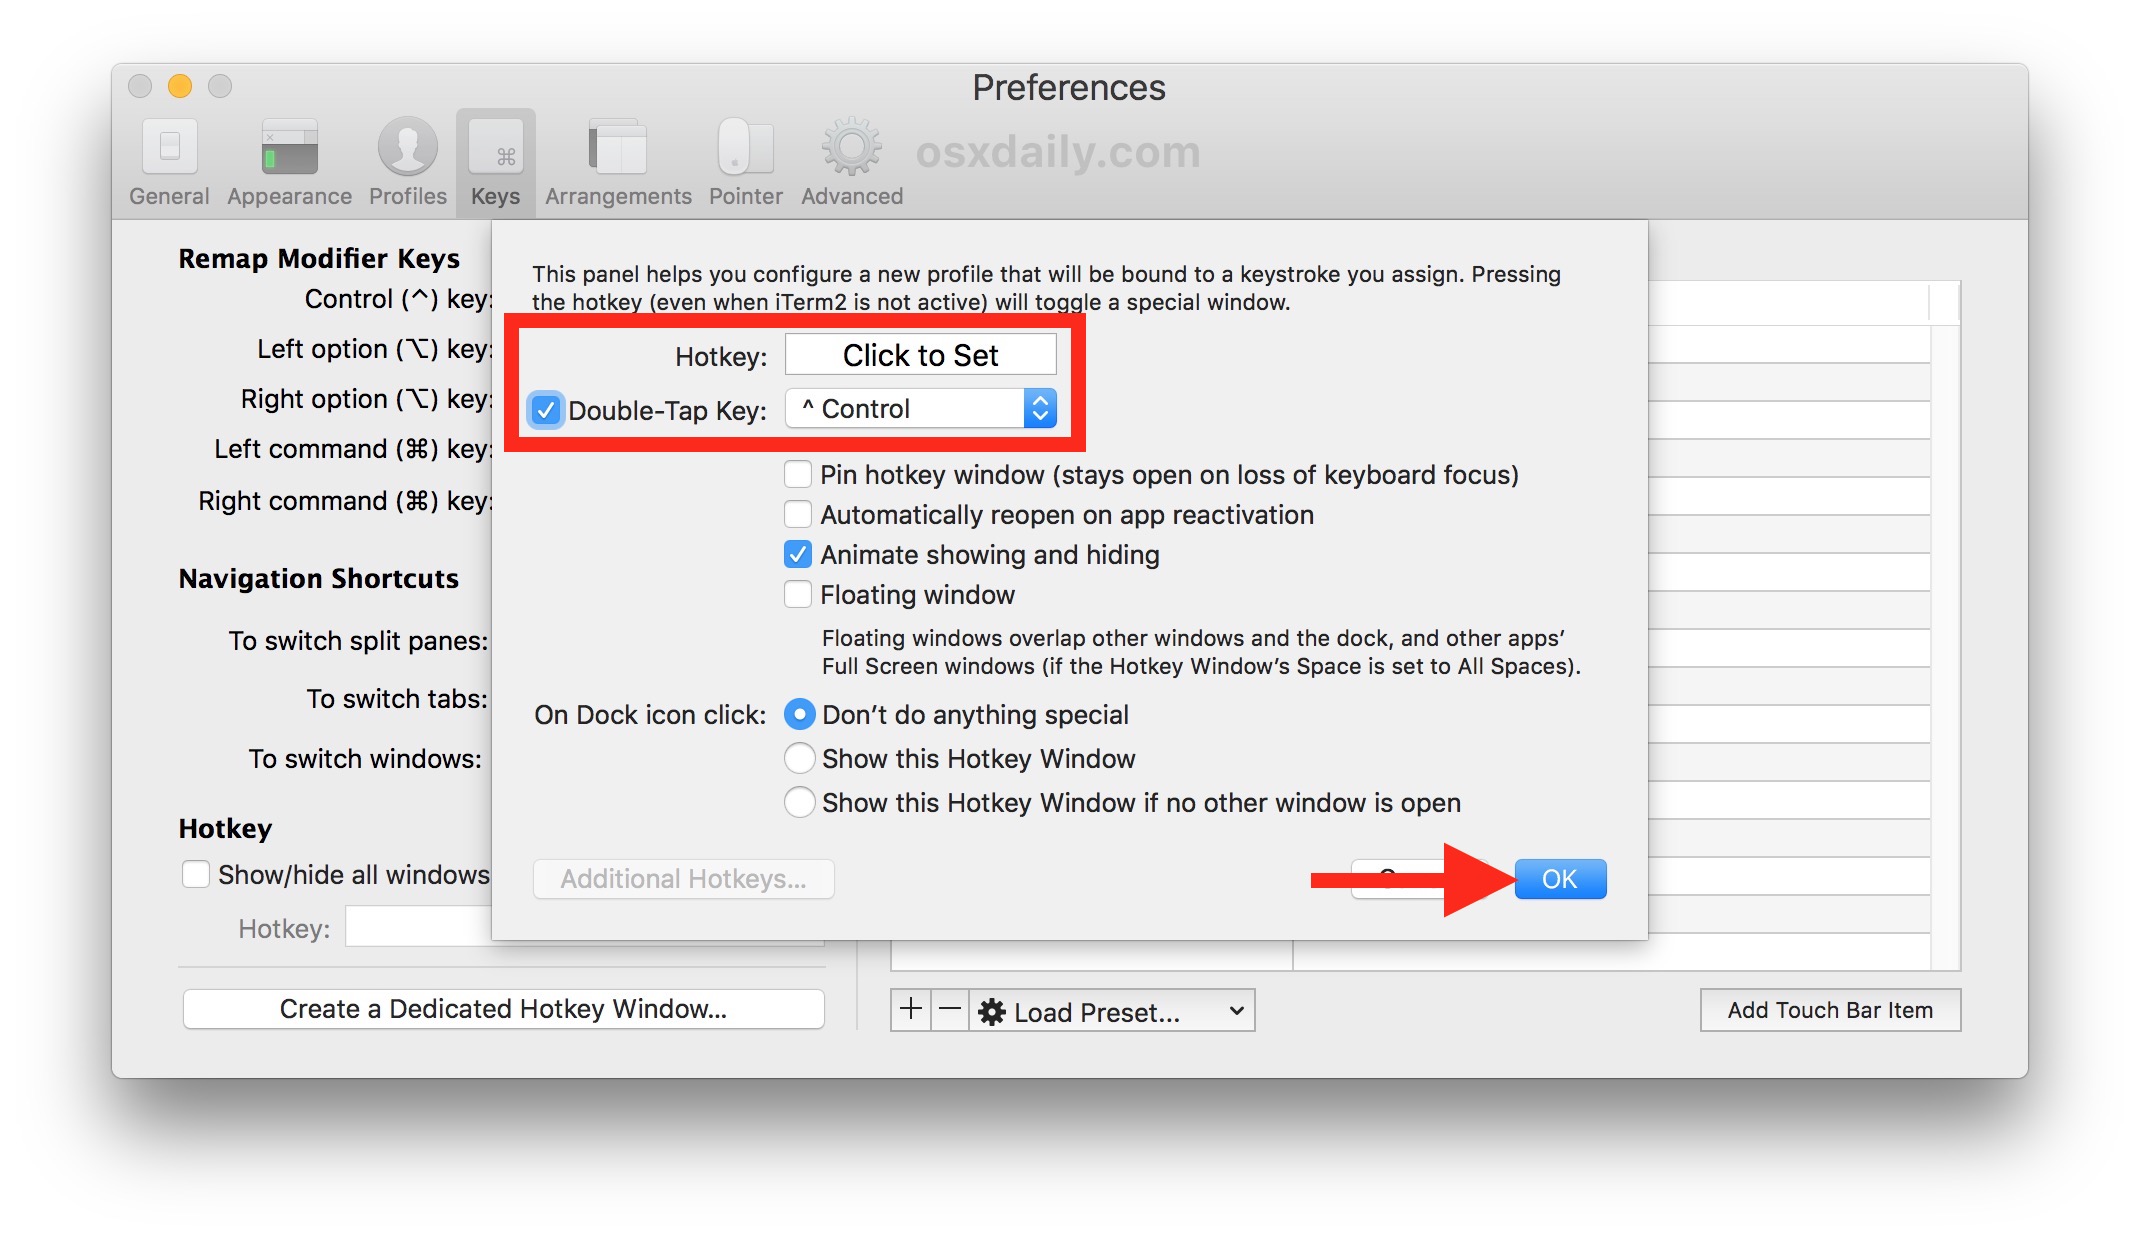 Preferences
osxdaily.com
General Appearance Profiles Keys Arrangements Pointer Advanced
Remap Modifier Keys
Control (^) key:
Left option (⌥) key:
Right option (⌥) key:
Left command (⌘) key:
Right command (⌘) key:
Navigation Shortcuts
To switch split panes:
To switch tabs:
To switch windows:
Hotkey
Show/hide all windows
Hotkey:
Create a Dedicated Hotkey Window...
This panel helps you configure a new profile that will be bound to a keystroke you assign. Pressing
the hotkey (even when iTerm2 is not active) will toggle a special window.
Hotkey: Click to Set
Double-Tap Key: ^ Control
Pin hotkey window (stays open on loss of keyboard focus)
Automatically reopen on app reactivation
Animate showing and hiding
Floating window
Floating windows overlap other windows and the dock, and other apps’
Full Screen windows (if the Hotkey Window’s Space is set to All Spaces).
On Dock icon click: Don’t do anything special
Show this Hotkey Window
Show this Hotkey Window if no other window is open
Additional Hotkeys...
OK
+ − Load Preset...
Add Touch Bar Item